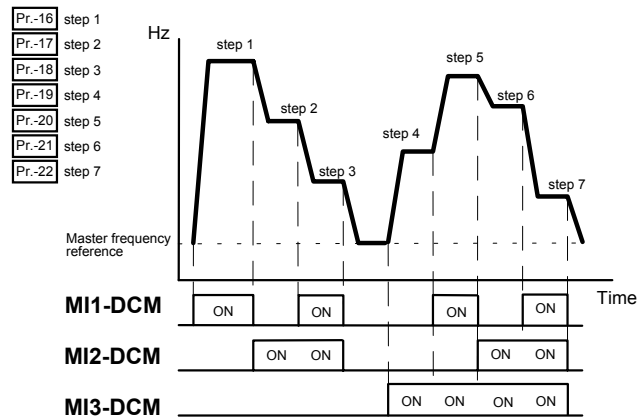 Pr.-16 step 1
Pr.-17 step 2
Pr.-18 step 3
Pr.-19 step 4
Pr.-20 step 5
Pr.-21 step 6
Pr.-22 step 7
Hz
step 1
step 2
step 3
step 4
step 5
step 6
step 7
Master frequency
reference
Time
MI1-DCM ON ON ON ON
MI2-DCM ON ON ON ON
MI3-DCM ON ON ON ON